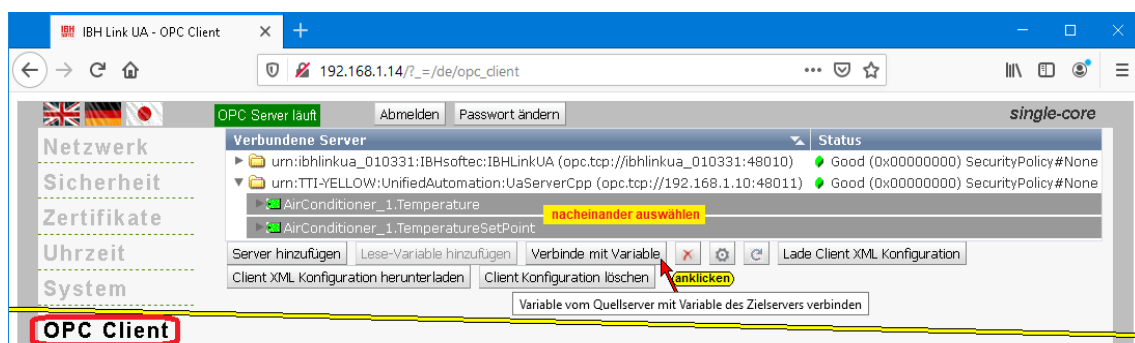 IBH Link UA - OPC Client
192.168.1.14/?_=/de/opc_client
OPC Server läuft Abmelden Passwort ändern single-core
Netzwerk
Sicherheit
Zertifikate
Uhrzeit
System
OPC Client
Verbundene Server Status
urn:ibhlinkua_010331:IBHsoftec:IBHLinkUA (opc.tcp://ibhlinkua_010331:48010) Good (0x00000000) SecurityPolicy#None
urn:TTI-YELLOW:UnifiedAutomation:UaServerCpp (opc.tcp://192.168.1.10:48011) Good (0x00000000) SecurityPolicy#None
AirConditioner_1.Temperature
nacheinander auswählen
AirConditioner_1.TemperatureSetPoint
Server hinzufügen Lese-Variable hinzufügen Verbinde mit Variable Lade Client XML Konfiguration
Client XML Konfiguration herunterladen Client Konfiguration löschen anklicken
Variable vom Quellserver mit Variable des Zielservers verbinden